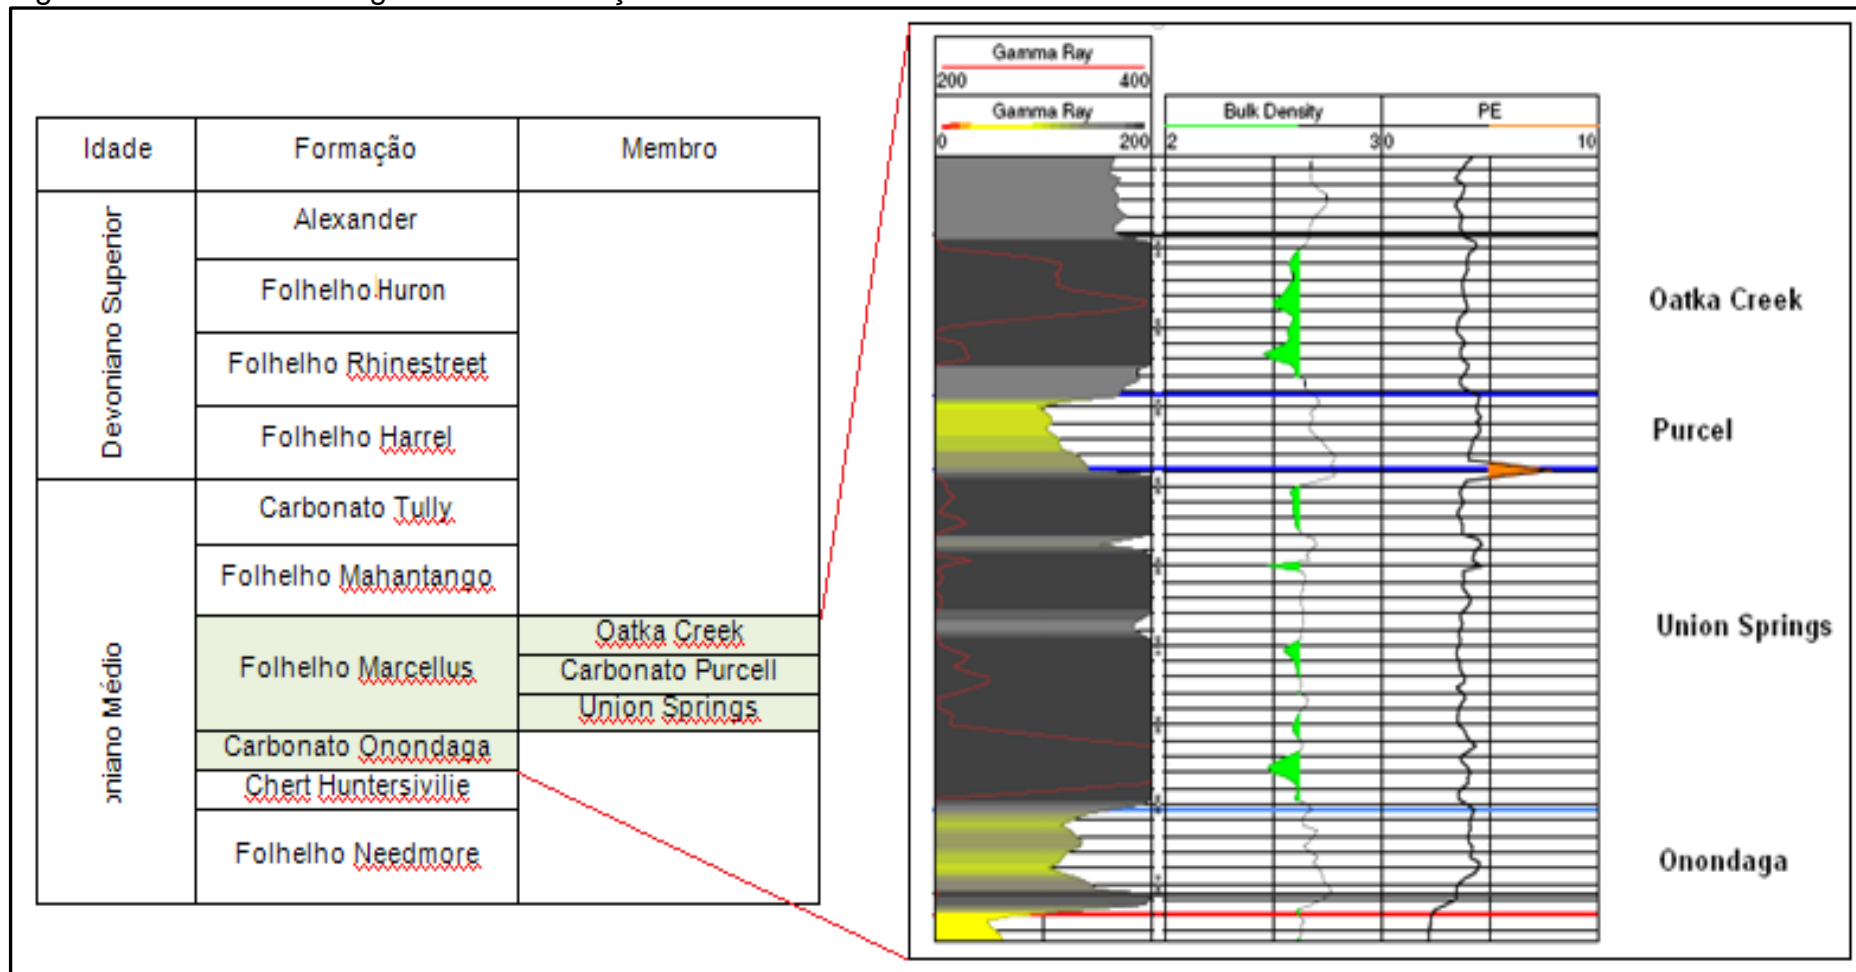 Idade
Formação
Membro
Devoniano Superior
Alexander
Folhelho Huron
Folhelho Rhinestreet
Folhelho Harrel
oniano Médio
Carbonato Tully
Folhelho Mahantango
Folhelho Marcellus
Oatka Creek
Carbonato Purcell
Union Springs
Carbonato Onondaga
Chert Huntersivilie
Folhelho Needmore
Gamma Ray
200 400
Gamma Ray
0 200
Bulk Density
2 3
PE
0 10
Oatka Creek
Purcel
Union Springs
Onondaga